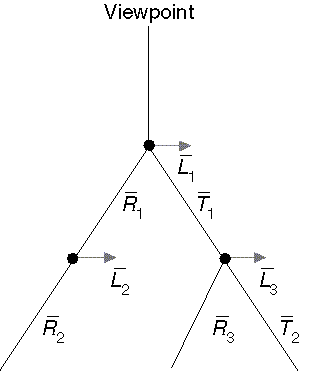 Viewpoint
L̅₁
R̅₁
T̅₁
L̅₂
L̅₃
R̅₂
R̅₃
T̅₂